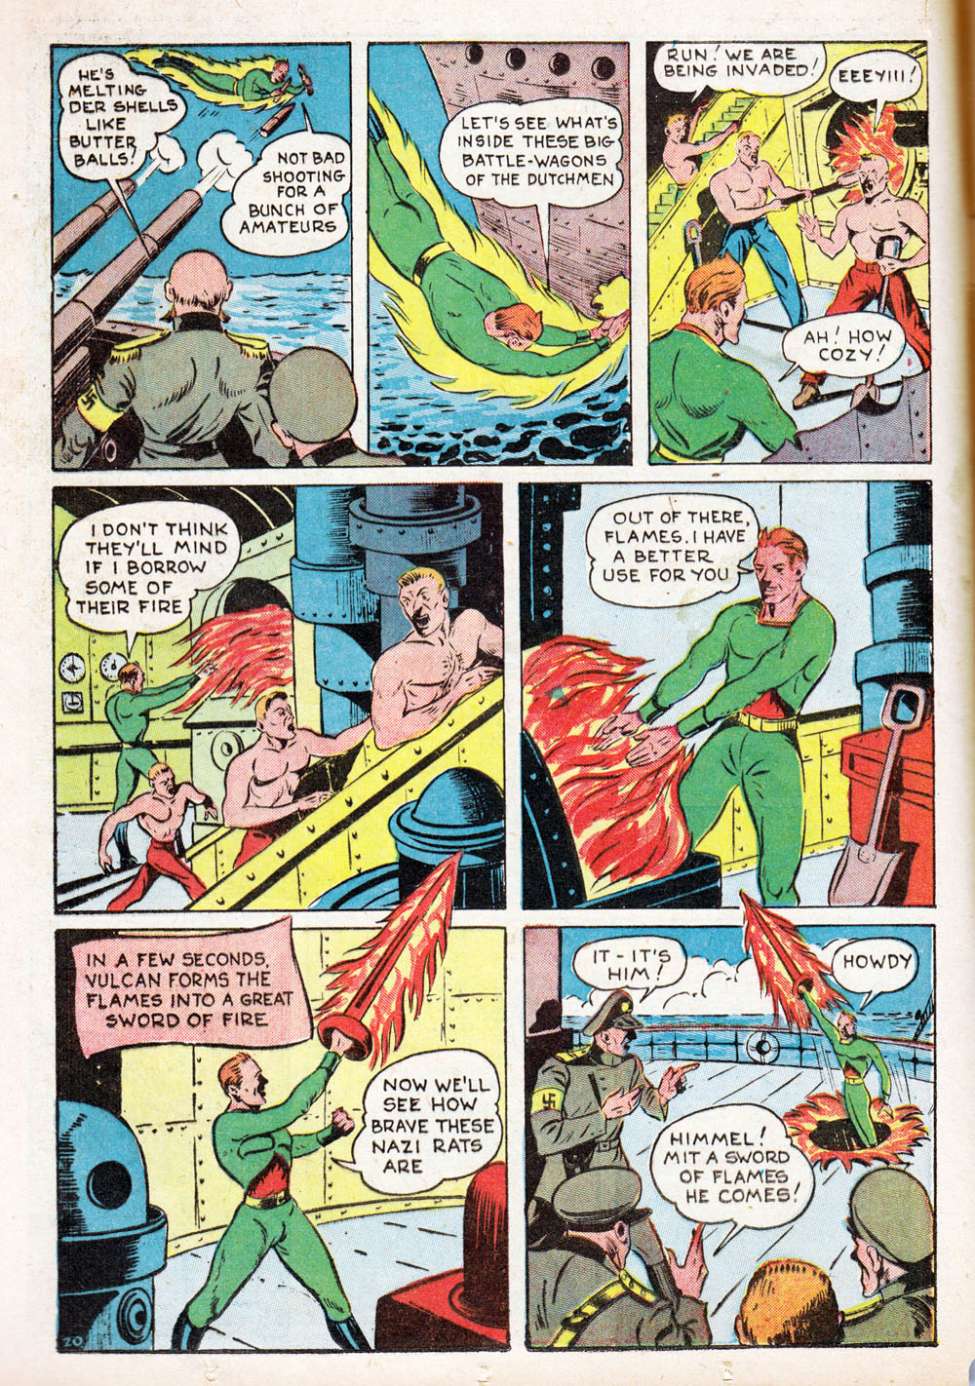 HE'S
MELTING
DER SHELLS
LIKE
BUTTER
BALLS!
NOT BAD
SHOOTING
FOR A
BUNCH OF
AMATEURS
LET'S SEE WHAT'S
INSIDE THESE BIG
BATTLE-WAGONS
OF THE DUTCHMEN
RUN! WE ARE
BEING INVADED!
EEEYIII!
AH! HOW
COZY!
I DON'T THINK
THEY'LL MIND
IF I BORROW
SOME OF
THEIR FIRE
OUT OF THERE,
FLAMES. I HAVE
A BETTER
USE FOR YOU
IN A FEW SECONDS,
VULCAN FORMS THE
FLAMES INTO A GREAT
SWORD OF FIRE
NOW WE'LL
SEE HOW
BRAVE THESE
NAZI RATS
ARE
20
IT-IT'S
HIM!
HOWDY
HIMMEL!
MIT A SWORD
OF FLAMES
HE COMES!